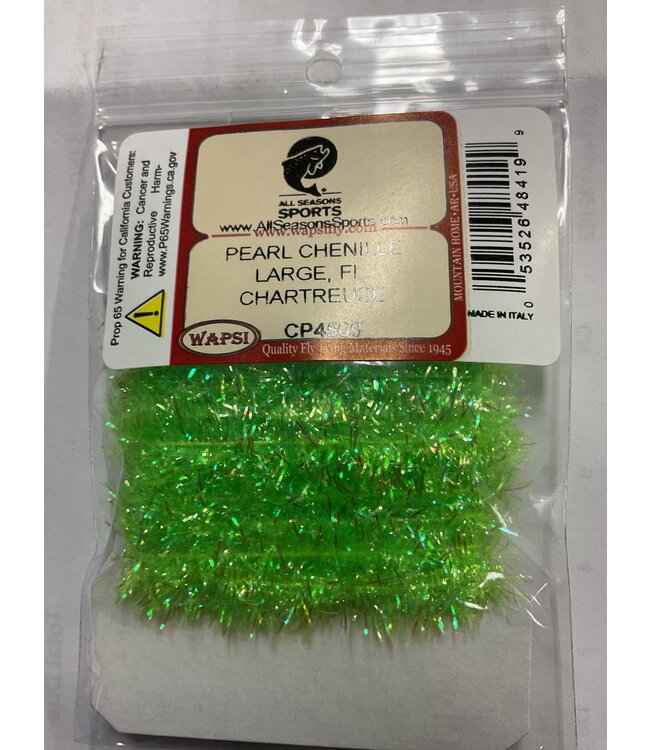 Prop 65 Warning for California Customers:
WARNING: Cancer and
Reproductive Harm-
www.P65Warnings.ca.gov
ALL SEASONS
SPORTS
www.AllSeasonsSports.com
www.wapsifly.com
PEARL CHENILLE
LARGE, FL
CHARTREUSE
CP4509
WAPSI
Quality Fly Tying Materials Since 1945
MOUNTAIN HOME · AR · USA
0 53526 48419 9
MADE IN ITALY